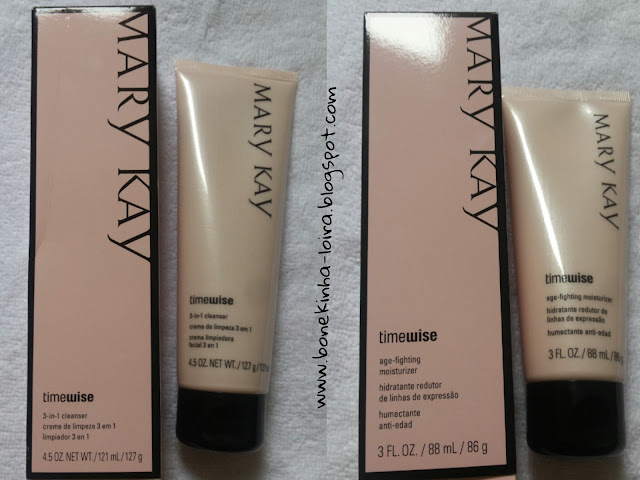 MARY KAY
timewise
3-in-1 cleanser
creme de limpeza 3 em 1
limpiador 3 en 1
4.5 OZ. NET WT. / 121 mL / 127 g
MARY KAY
timewise
3-in-1 cleanser
creme de limpeza 3 em 1
crema limpiadora
facial 3 en 1
4.5 OZ. NET WT. / 127 g
www.bonekinha-loira.blogspot.com
MARY KAY
timewise
age-fighting
moisturizer
hidratante redutor
de linhas de expressão
humectante
anti-edad
3 FL. OZ. / 88 mL / 86 g
MARY KAY
timewise
age-fighting moisturizer
hidratante redutor de
linhas de expressão
humectante anti-edad
3 FL. OZ. / 88 mL / 86 g